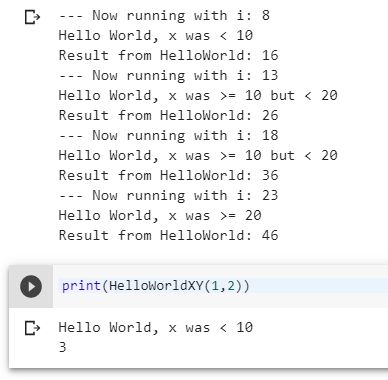 --- Now running with i: 8
Hello World, x was < 10
Result from HelloWorld: 16
--- Now running with i: 13
Hello World, x was >= 10 but < 20
Result from HelloWorld: 26
--- Now running with i: 18
Hello World, x was >= 10 but < 20
Result from HelloWorld: 36
--- Now running with i: 23
Hello World, x was >= 20
Result from HelloWorld: 46
print(HelloWorldXY(1,2))
Hello World, x was < 10
3